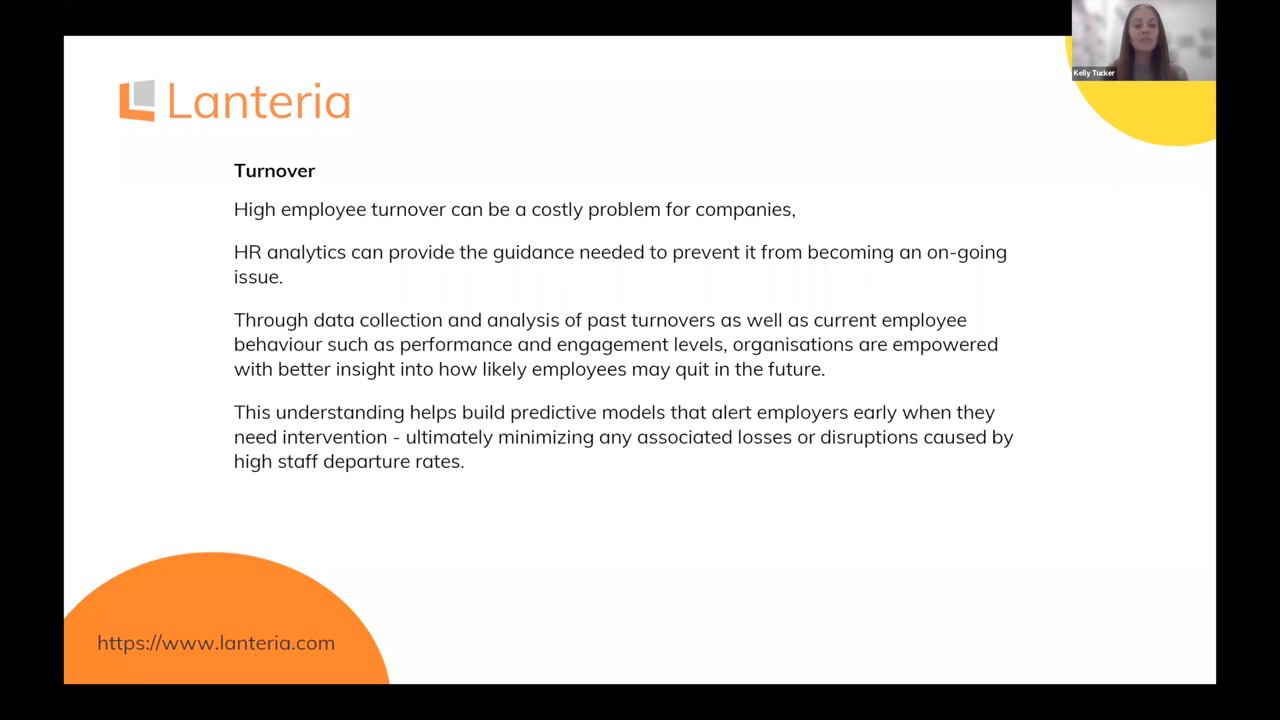 Kelly Tucker
Lanteria
Turnover
High employee turnover can be a costly problem for companies,
HR analytics can provide the guidance needed to prevent it from becoming an on-going
issue.
Through data collection and analysis of past turnovers as well as current employee
behaviour such as performance and engagement levels, organisations are empowered
with better insight into how likely employees may quit in the future.
This understanding helps build predictive models that alert employers early when they
need intervention - ultimately minimizing any associated losses or disruptions caused by
high staff departure rates.
https://www.lanteria.com